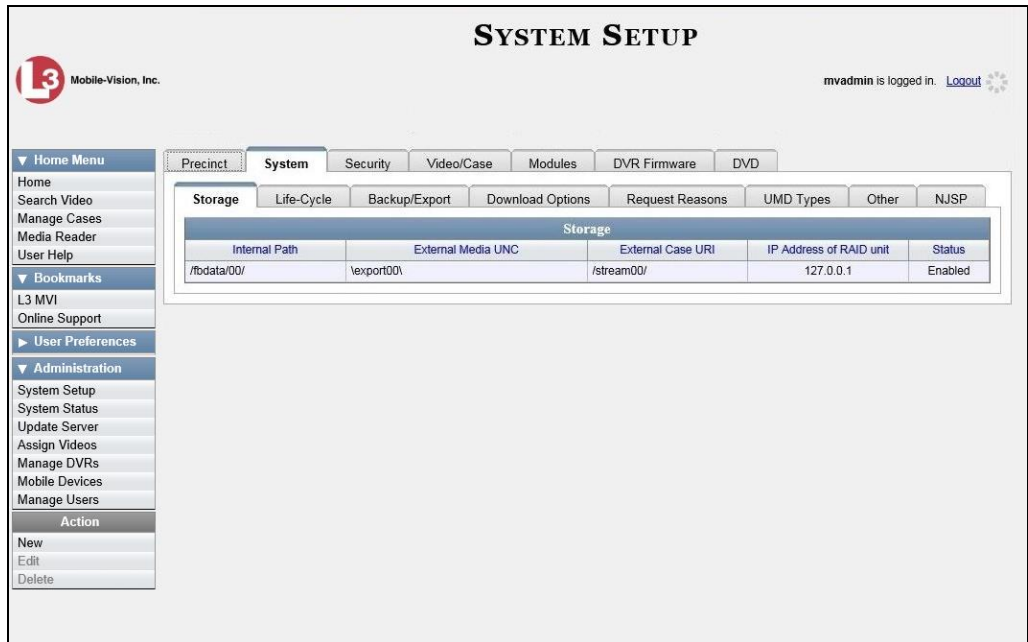 SYSTEM SETUP
L3 Mobile-Vision, Inc.
mvadmin is logged in. Logout
▼ Home Menu
Home
Search Video
Manage Cases
Media Reader
User Help
▼ Bookmarks
L3 MVI
Online Support
► User Preferences
▼ Administration
System Setup
System Status
Update Server
Assign Videos
Manage DVRs
Mobile Devices
Manage Users
Action
New
Edit
Delete
Precinct System Security Video/Case Modules DVR Firmware DVD
Storage Life-Cycle Backup/Export Download Options Request Reasons UMD Types Other NJSP
Storage
Internal Path External Media UNC External Case URI IP Address of RAID unit Status
/fbdata/00/ \export00\ /stream00/ 127.0.0.1 Enabled